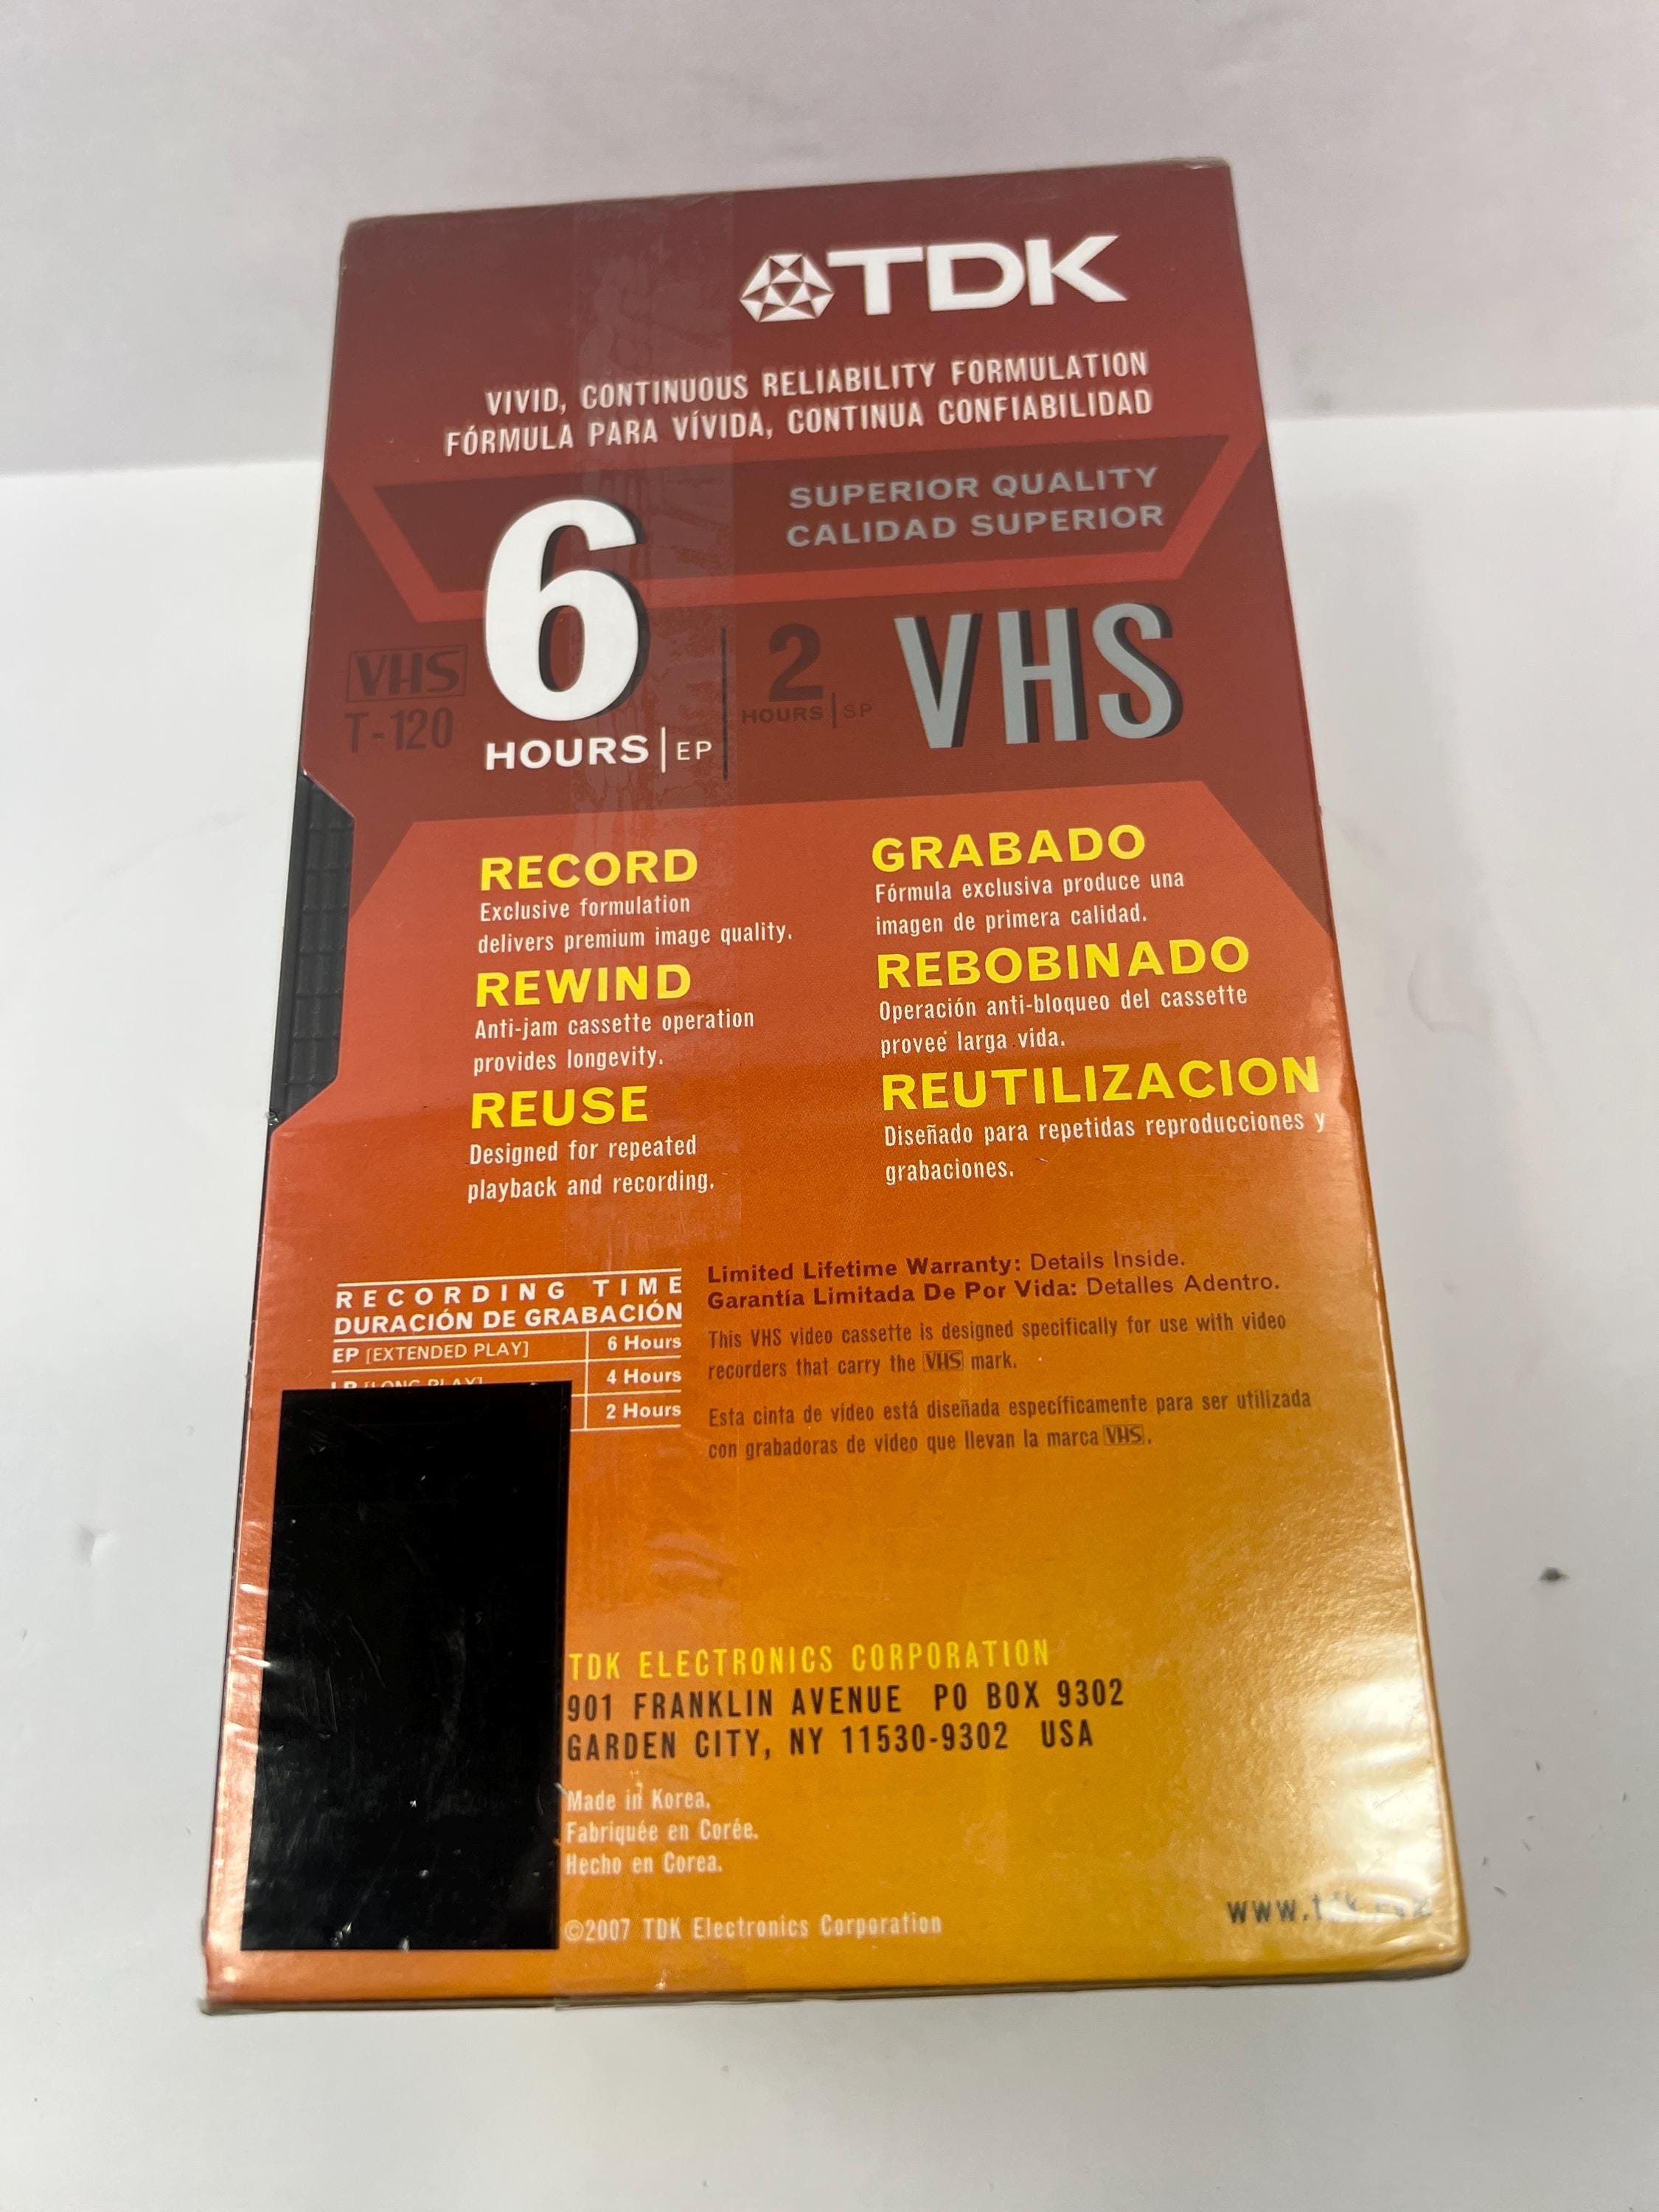 TDK
VIVID, CONTINUOUS RELIABILITY FORMULATION
FÓRMULA PARA VÍVIDA, CONTINUA CONFIABILIDAD
SUPERIOR QUALITY
CALIDAD SUPERIOR
VHS
T-120
6
HOURS | EP
2
HOURS | SP
VHS
RECORD
Exclusive formulation
delivers premium image quality.
REWIND
Anti-jam cassette operation
provides longevity.
REUSE
Designed for repeated
playback and recording.
GRABADO
Fórmula exclusiva produce una
imagen de primera calidad.
REBOBINADO
Operación anti-bloqueo del cassette
provee larga vida.
REUTILIZACION
Diseñado para repetidas reproducciones y
grabaciones.
RECORDING TIME
DURACIÓN DE GRABACIÓN
EP [EXTENDED PLAY] 6 Hours
LP [LONG PLAY] 4 Hours
2 Hours
Limited Lifetime Warranty: Details Inside.
Garantía Limitada De Por Vida: Detalles Adentro.
This VHS video cassette is designed specifically for use with video
recorders that carry the VHS mark.
Esta cinta de video está diseñada específicamente para ser utilizada
con grabadoras de video que llevan la marca VHS.
TDK ELECTRONICS CORPORATION
901 FRANKLIN AVENUE PO BOX 9302
GARDEN CITY, NY 11530-9302 USA
Made in Korea.
Fabriquée en Corée.
Hecho en Corea.
©2007 TDK Electronics Corporation